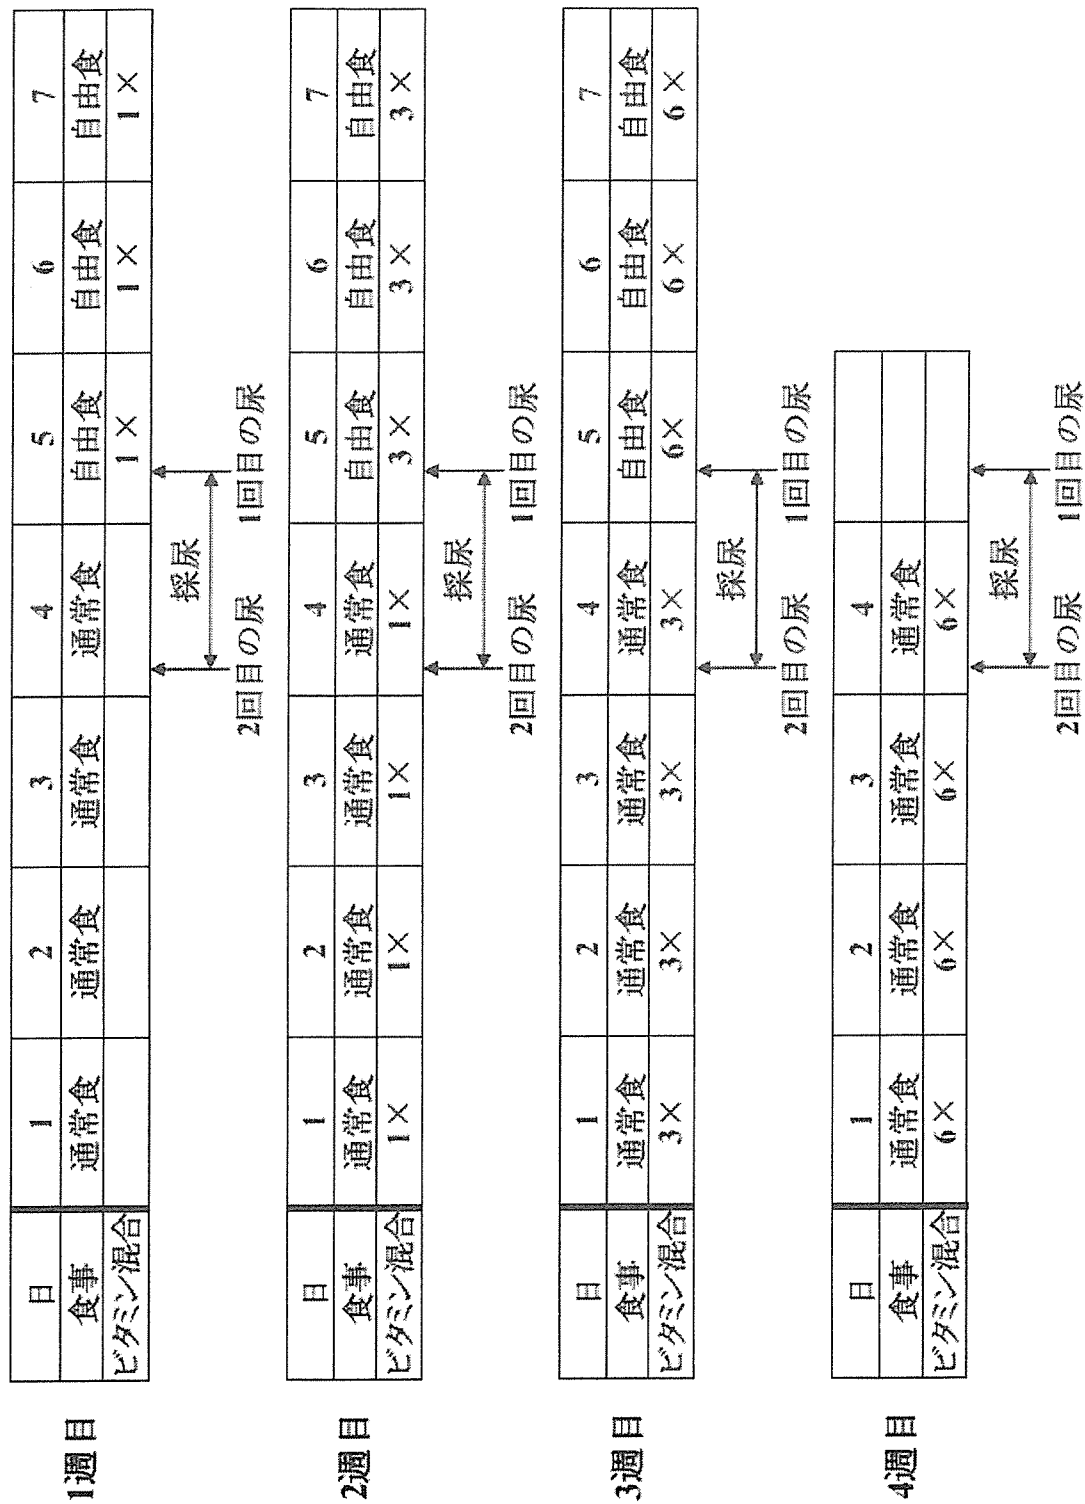 1週目
日 1 2 3 4 5 6 7
食事 通常食 通常食 通常食 通常食 自由食 自由食 自由食
ビタミン混合 1× 1× 1×
採尿
2回目の尿 1回目の尿
2週目
日 1 2 3 4 5 6 7
食事 通常食 通常食 通常食 通常食 自由食 自由食 自由食
ビタミン混合 1× 1× 1× 1× 3× 3× 3×
採尿
2回目の尿 1回目の尿
3週目
日 1 2 3 4 5 6 7
食事 通常食 通常食 通常食 通常食 自由食 自由食 自由食
ビタミン混合 3× 3× 3× 3× 6× 6× 6×
採尿
2回目の尿 1回目の尿
4週目
日 1 2 3 4
食事 通常食 通常食 通常食 通常食
ビタミン混合 6× 6× 6× 6×
採尿
2回目の尿 1回目の尿